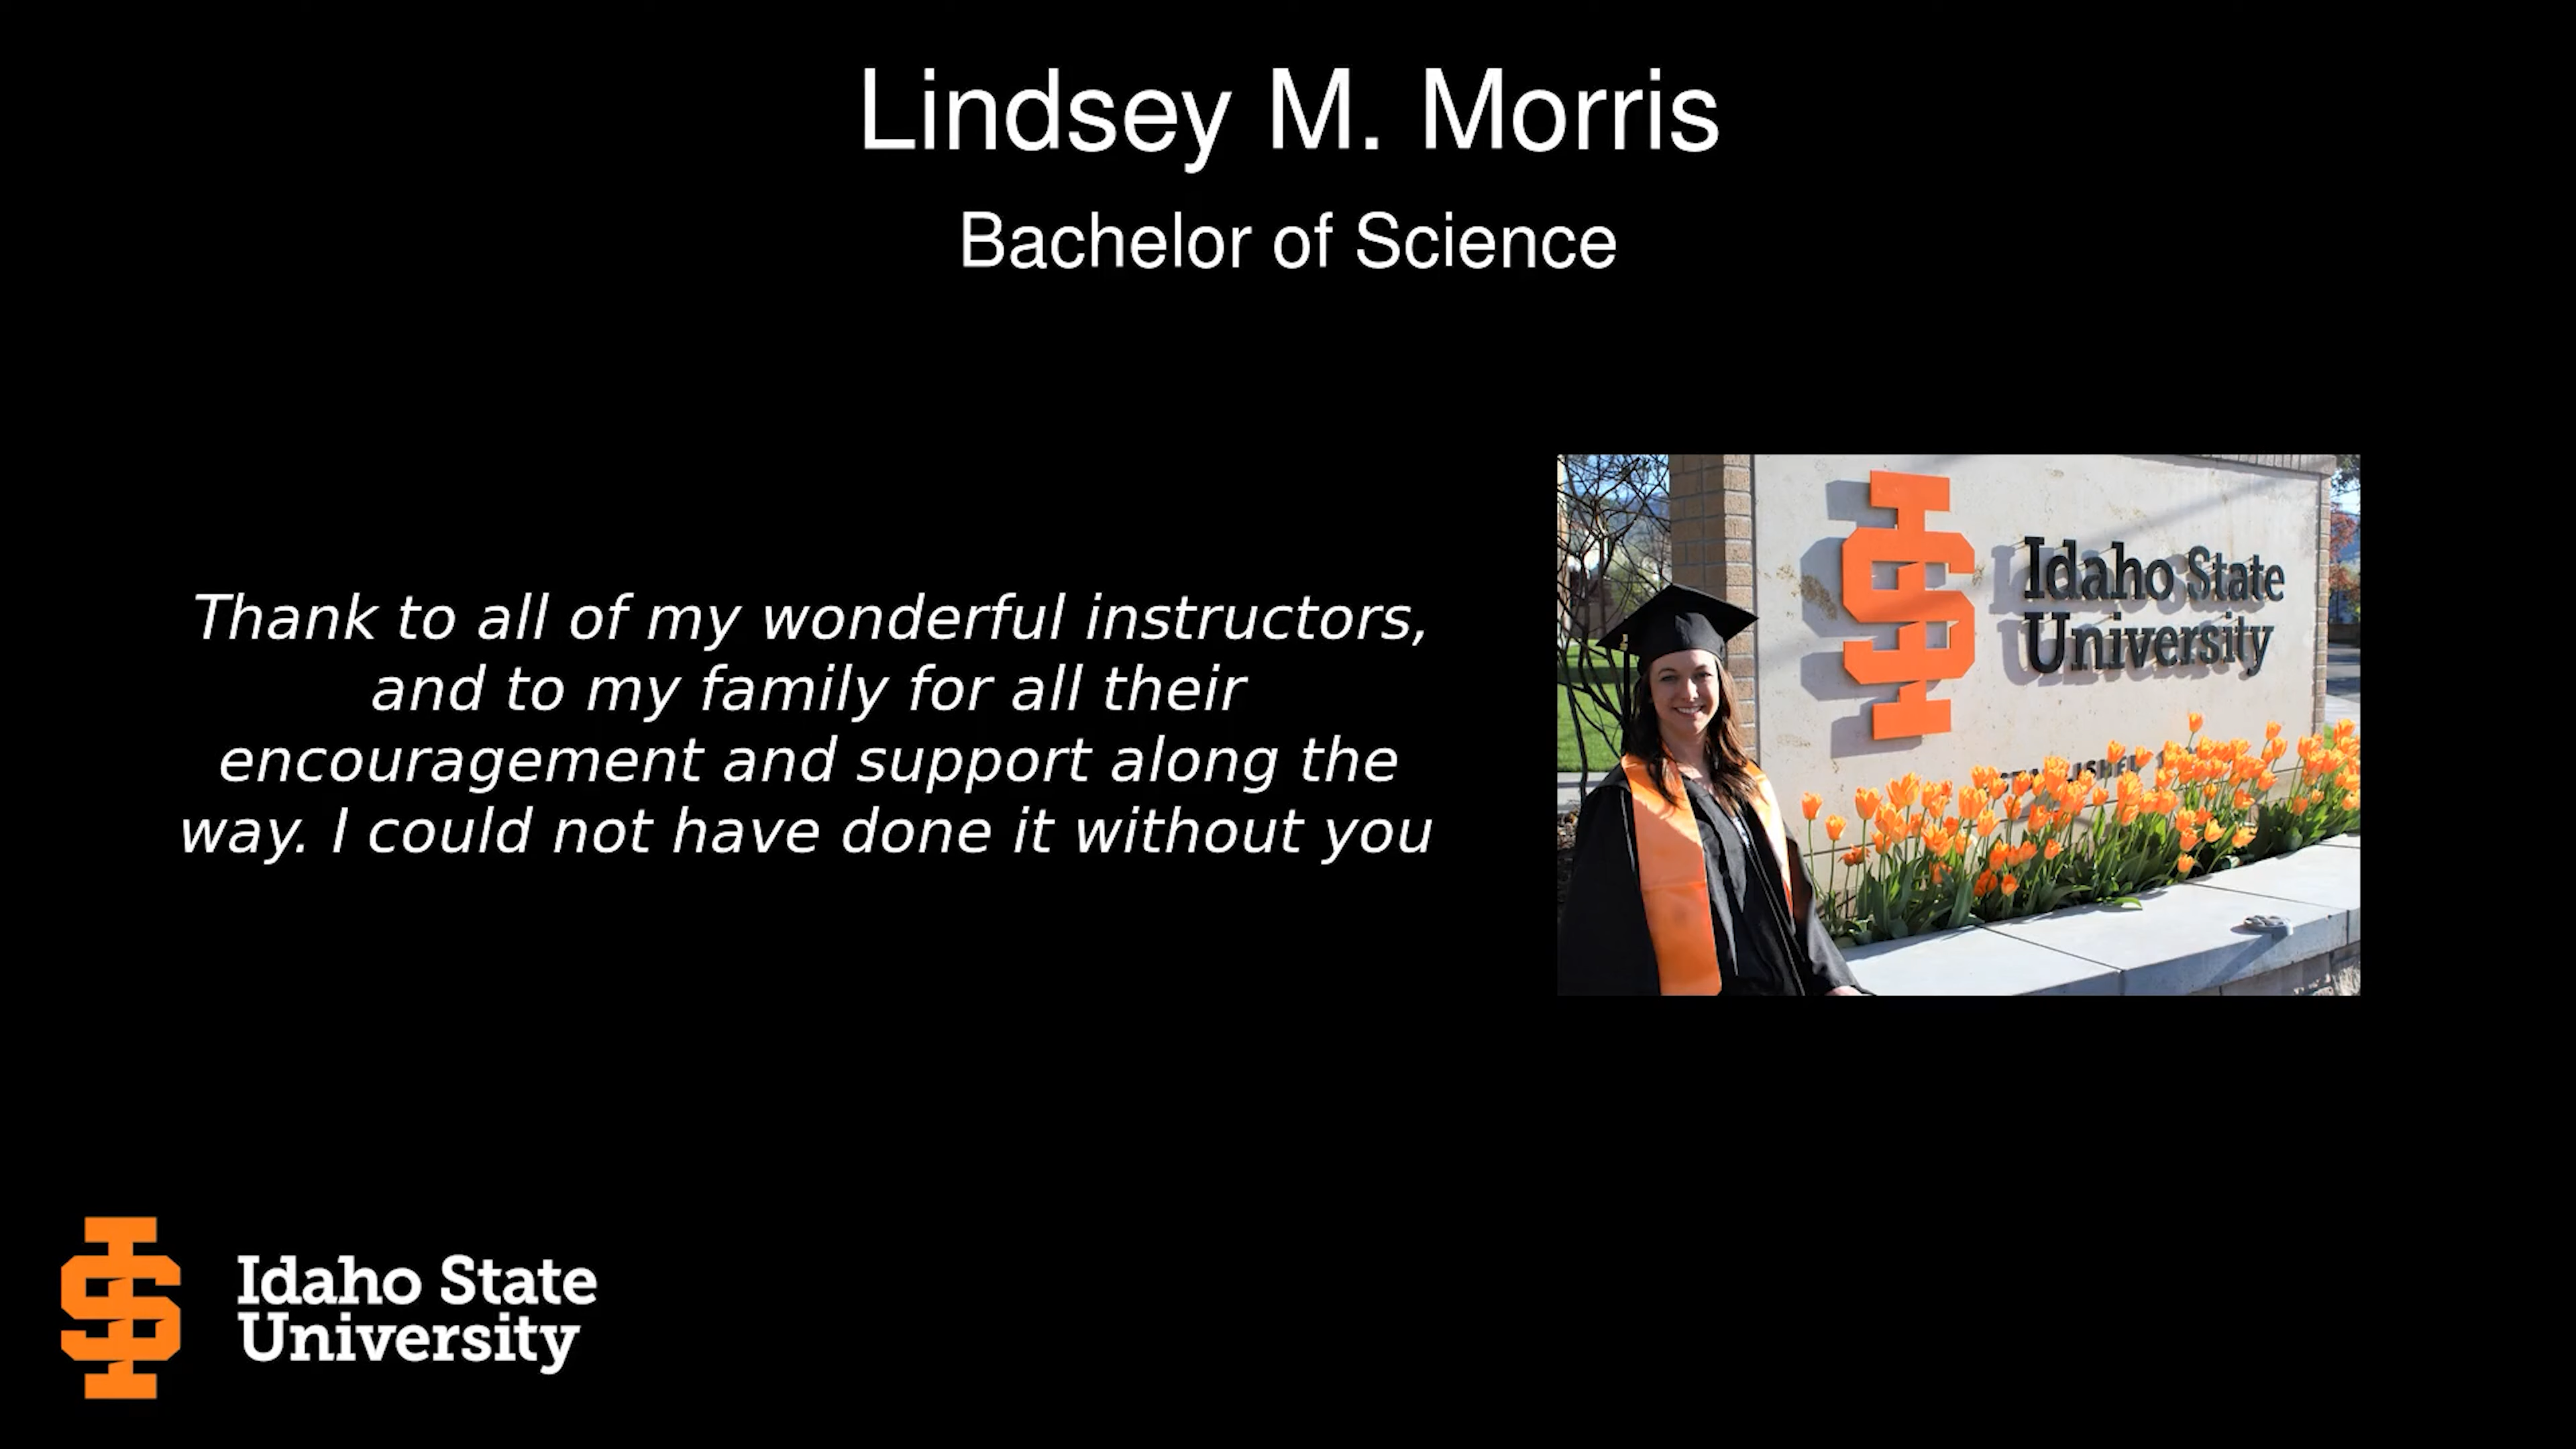 Lindsey M. Morris
Bachelor of Science
Thank to all of my wonderful instructors,
and to my family for all their
encouragement and support along the
way. I could not have done it without you
Idaho State
University
Idaho State
University